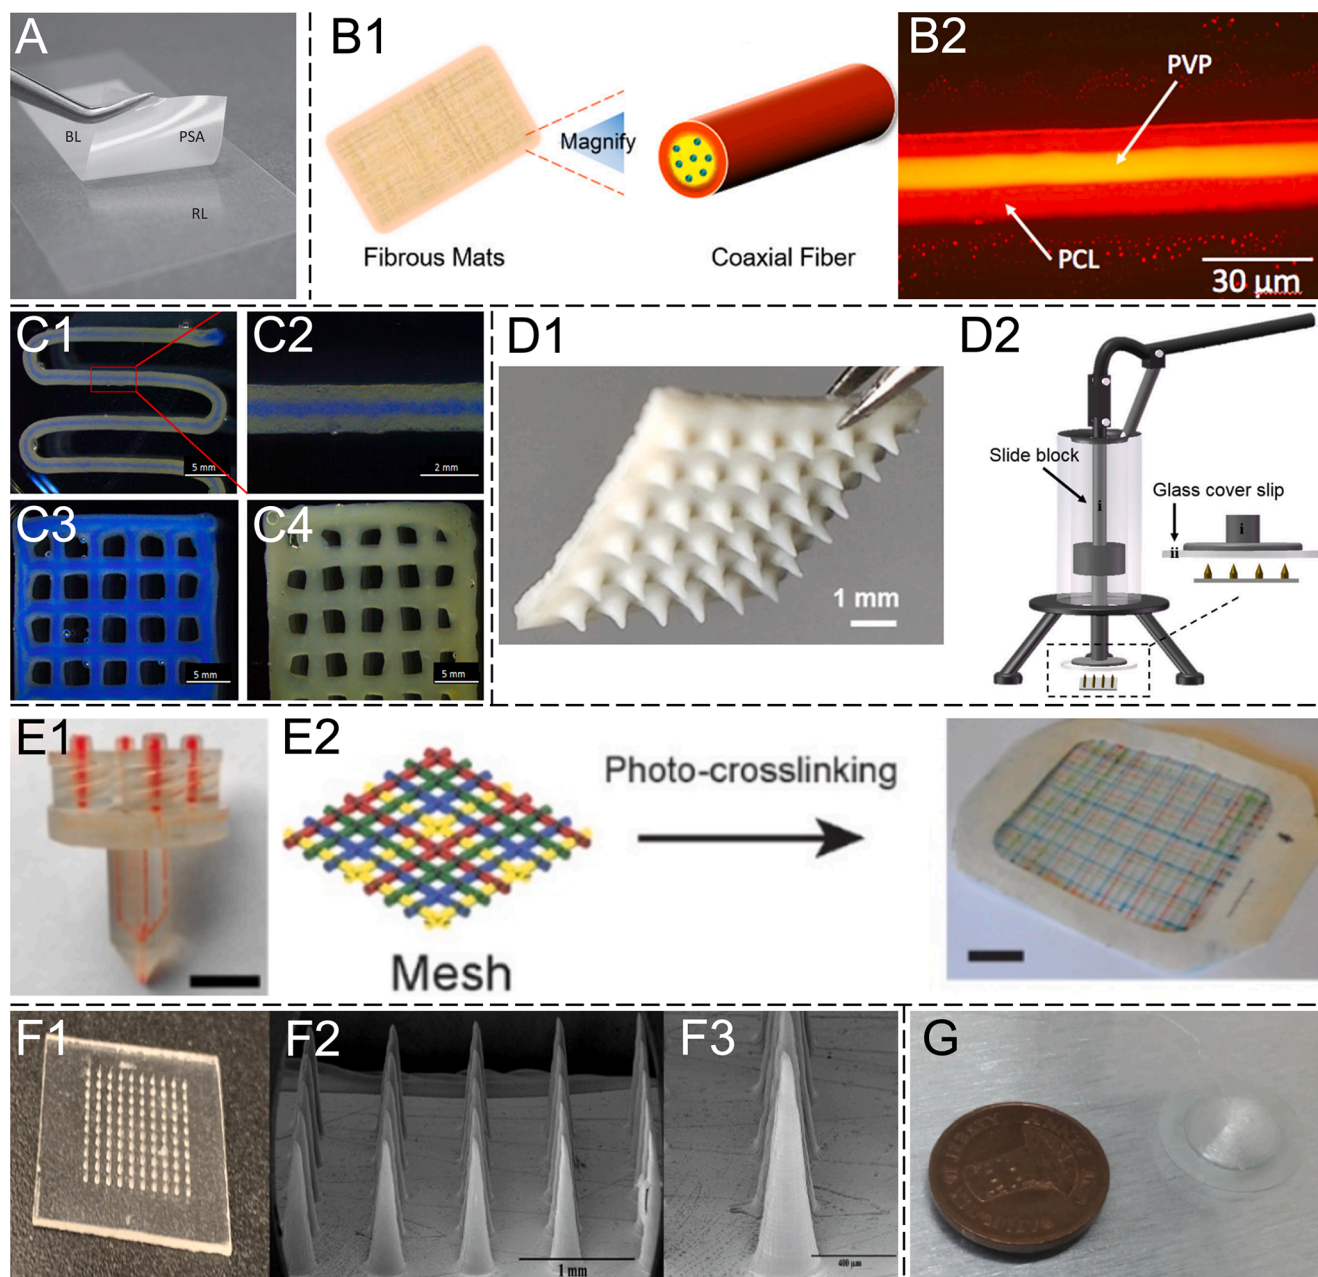 A
BL
PSA
RL
B1
Magnify
Fibrous Mats
Coaxial Fiber
B2
PVP
PCL
30 μm
C1
5 mm
C2
2 mm
C3
5 mm
C4
5 mm
D1
1 mm
D2
Slide block
i
Glass cover slip
i
ii
E1
E2
Photo-crosslinking
Mesh
F1
F2
1 mm
F3
400 μm
G